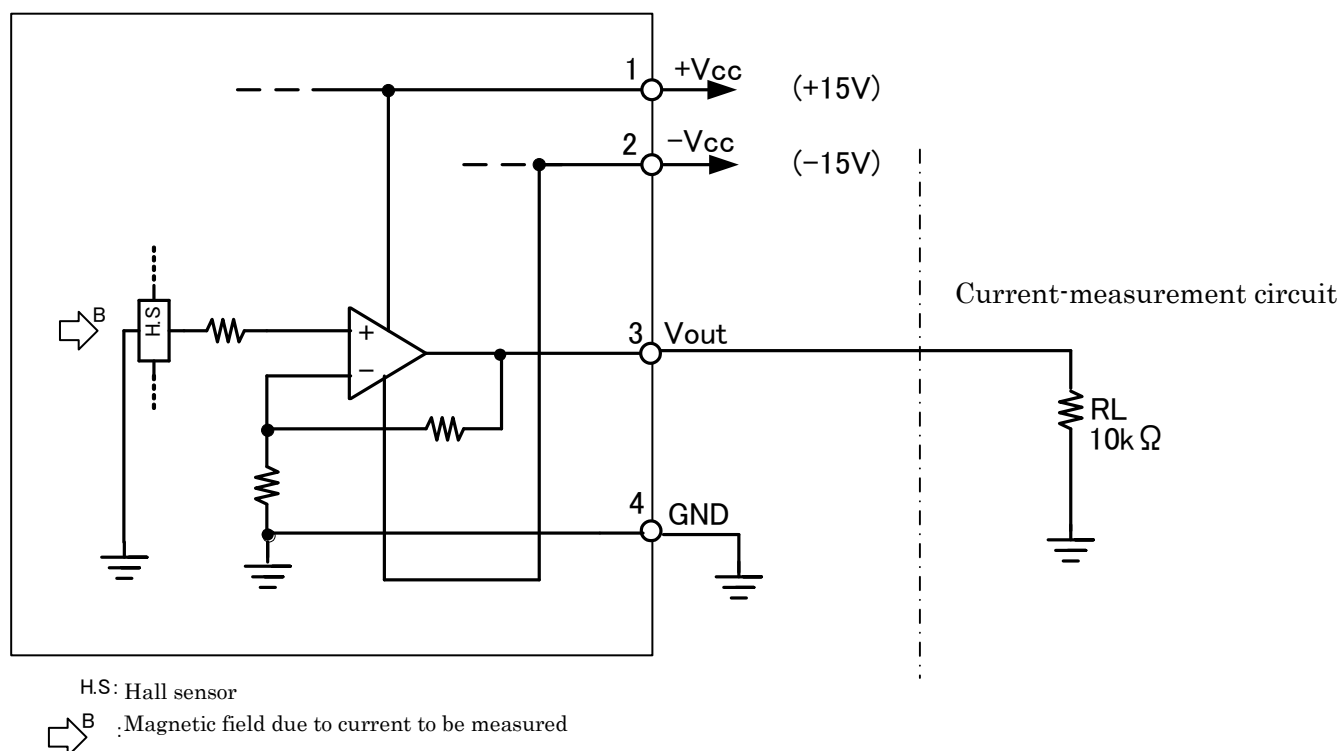 1 +Vcc (+15V)
2 −Vcc (−15V)
B
H.S
+
−
3 Vout
Current-measurement circuit
RL
10kΩ
4 GND
H.S: Hall sensor
B :Magnetic field due to current to be measured